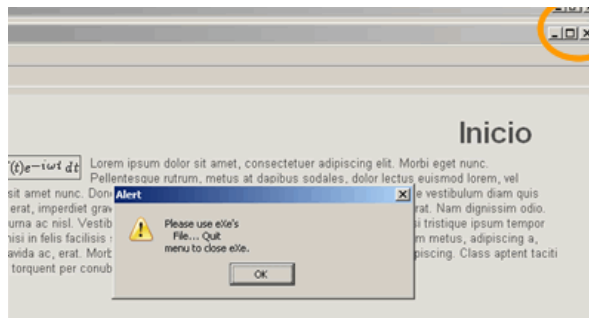 Inicio
f(t)e−iωt dt Lorem ipsum dolor sit amet, consectetuer adipiscing elit. Morbi eget nunc.
Pellentesque rutrum, metus at dapibus sodales, dolor lectus euismod lorem, vel
sit amet nunc. Don e vestibulum diam quis
erat, imperdiet grav rat. Nam dignissim odio.
urna ac nisl. Vestib si tristique ipsum tempor
nisi in felis facilisis m metus, adipiscing a,
avida ac, erat. Morb piscing. Class aptent taciti
torquent per conub
Alert
Please use eXe's
File... Quit
menu to close eXe.
OK